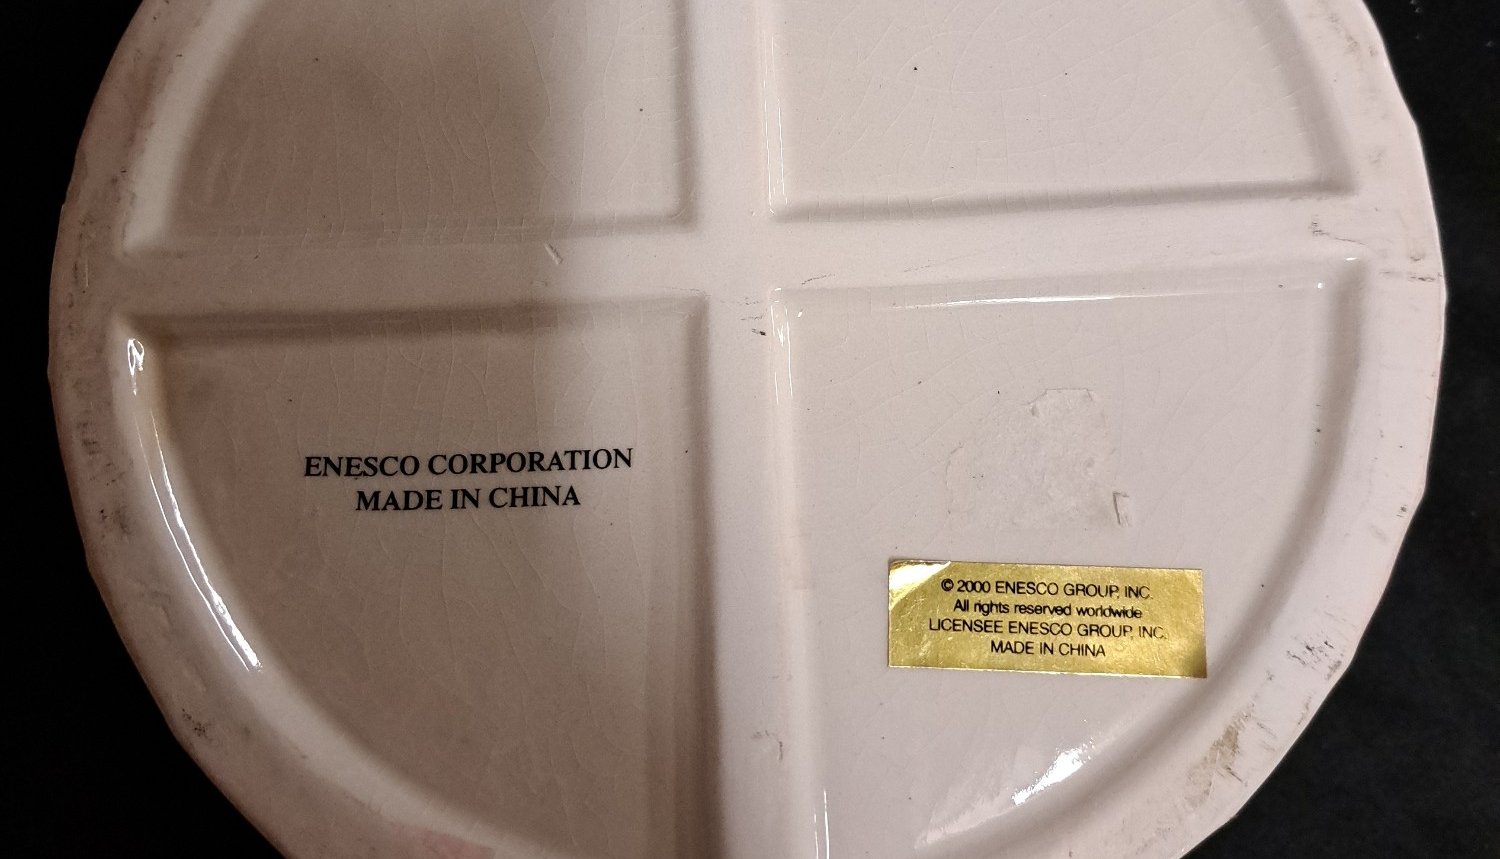 ENESCO CORPORATION
MADE IN CHINA
© 2000 ENESCO GROUP, INC.
All rights reserved worldwide
LICENSEE ENESCO GROUP, INC.
MADE IN CHINA